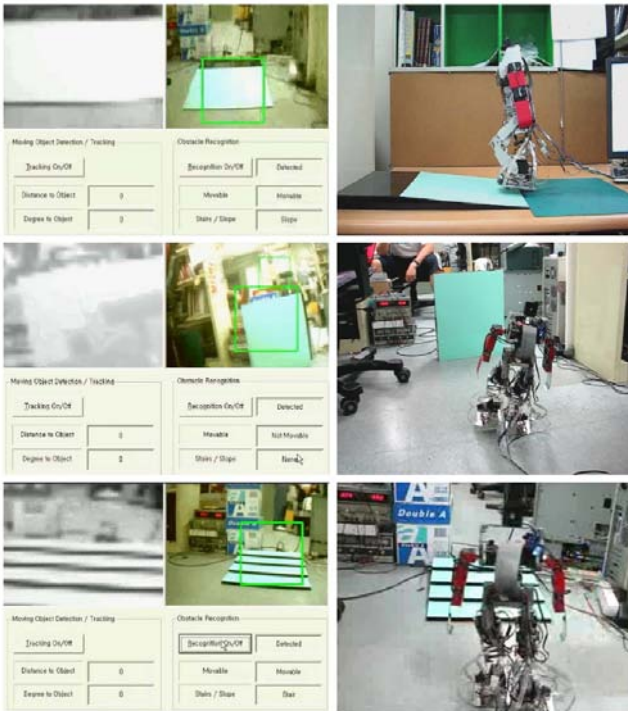 Moving Object Detection / Tracking
Obstacle Recognition
Tracking On/Off
Recognition On/Off
Detected
Distance to Object
0
Movable
Movable
Degree to Object
0
Stairs / Slope
Slope
Moving Object Detection / Tracking
Obstacle Recognition
Tracking On/Off
Recognition On/Off
Detected
Distance to Object
0
Movable
Not Movable
Degree to Object
0
Stairs / Slope
Moving Object Detection / Tracking
Obstacle Recognition
Tracking On/Off
Recognition On/Off
Detected
Distance to Object
0
Movable
Movable
Degree to Object
0
Stairs / Slope
Stair
A
Double A
A